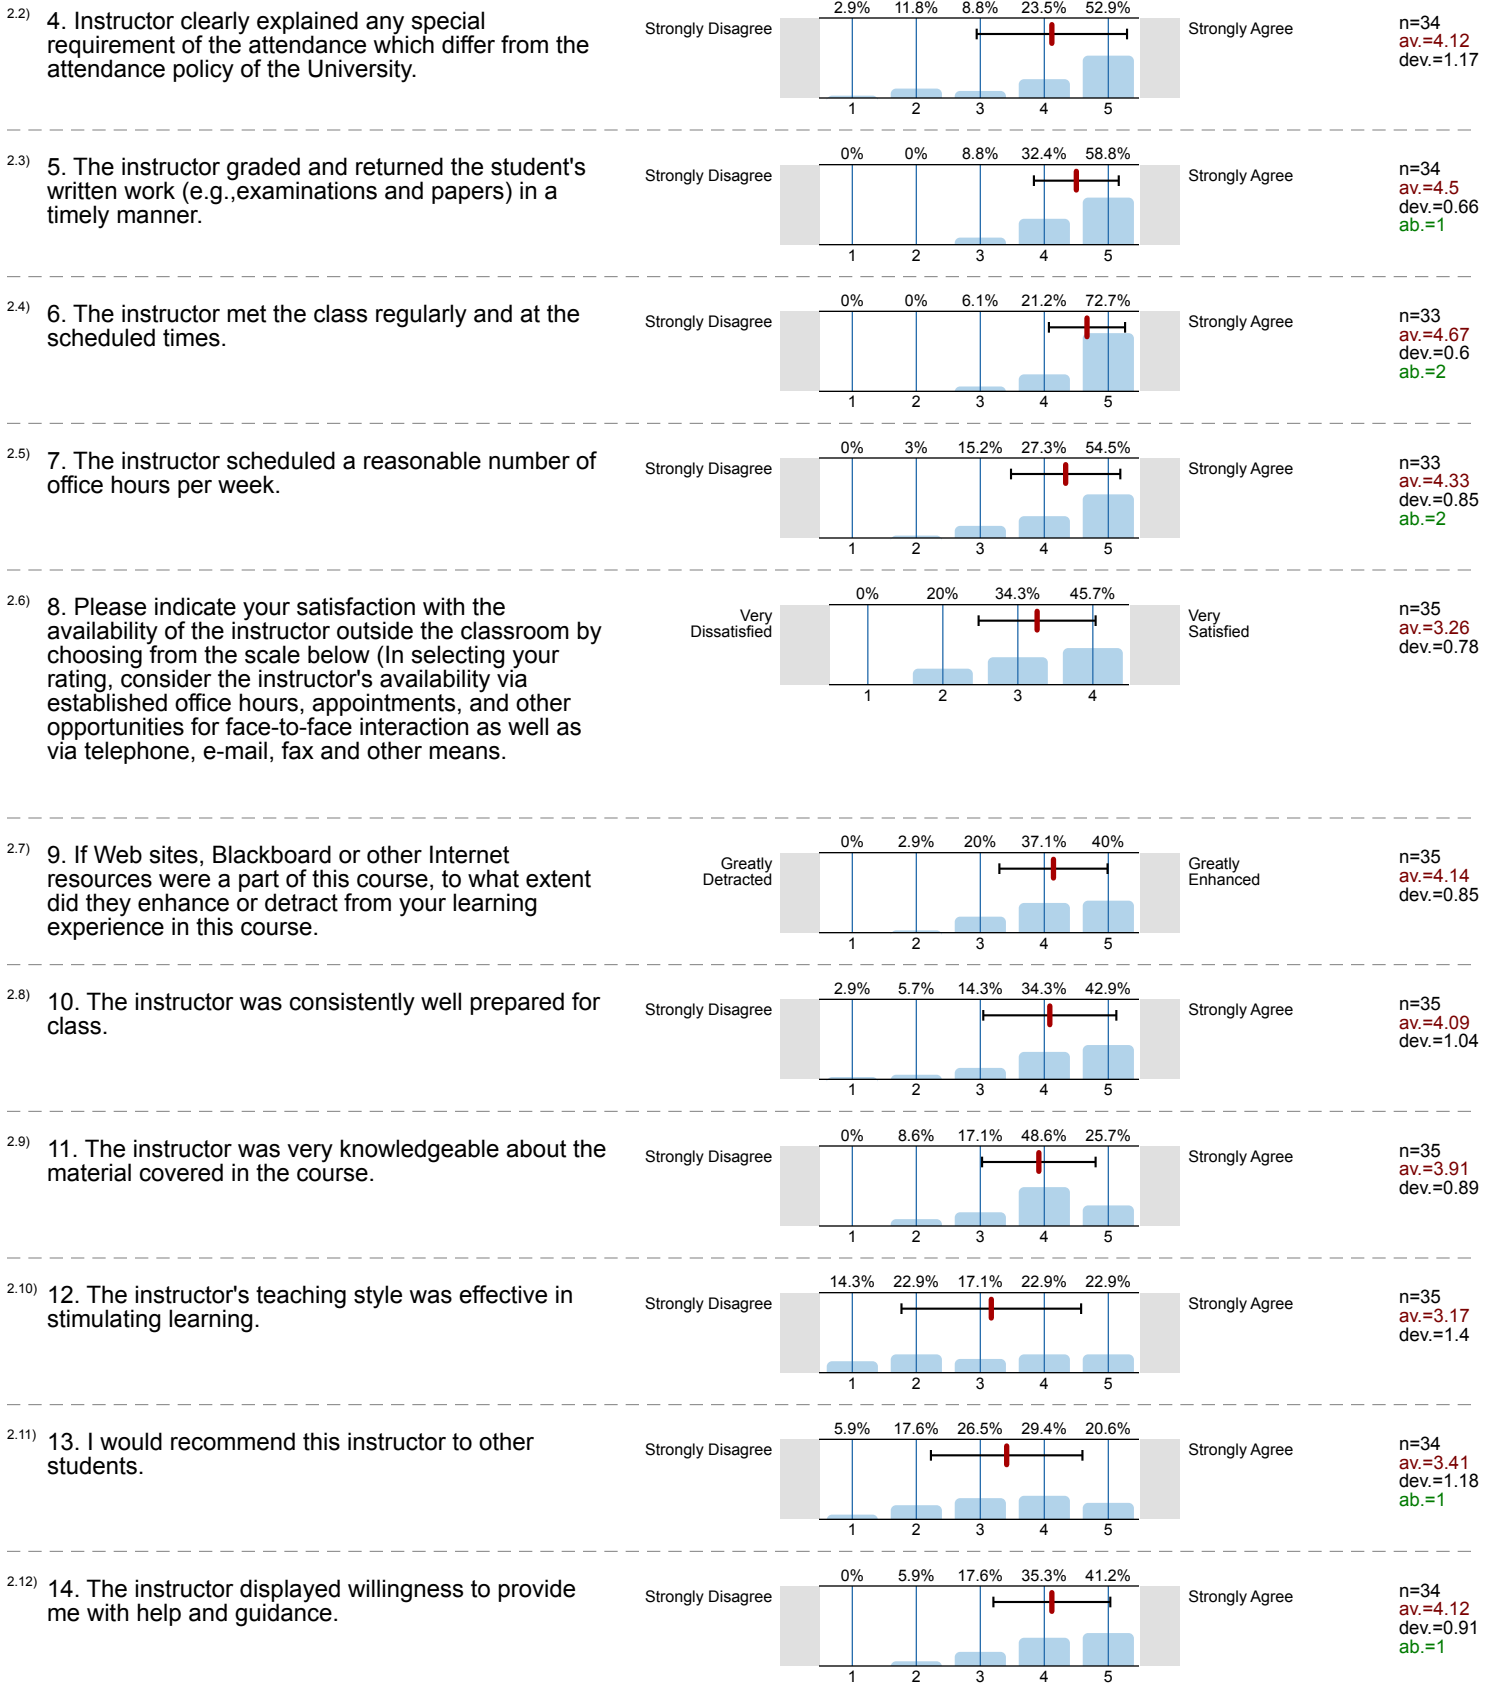 2.2) 4. Instructor clearly explained any special
requirement of the attendance which differ from the
attendance policy of the University.
Strongly Disagree
2.9% 11.8% 8.8% 23.5% 52.9%
1 2 3 4 5
Strongly Agree
n=34
av.=4.12
dev.=1.17
2.3) 5. The instructor graded and returned the student's
written work (e.g.,examinations and papers) in a
timely manner.
Strongly Disagree
0% 0% 8.8% 32.4% 58.8%
1 2 3 4 5
Strongly Agree
n=34
av.=4.5
dev.=0.66
ab.=1
2.4) 6. The instructor met the class regularly and at the
scheduled times.
Strongly Disagree
0% 0% 6.1% 21.2% 72.7%
1 2 3 4 5
Strongly Agree
n=33
av.=4.67
dev.=0.6
ab.=2
2.5) 7. The instructor scheduled a reasonable number of
office hours per week.
Strongly Disagree
0% 3% 15.2% 27.3% 54.5%
1 2 3 4 5
Strongly Agree
n=33
av.=4.33
dev.=0.85
ab.=2
2.6) 8. Please indicate your satisfaction with the
availability of the instructor outside the classroom by
choosing from the scale below (In selecting your
rating, consider the instructor's availability via
established office hours, appointments, and other
opportunities for face-to-face interaction as well as
via telephone, e-mail, fax and other means.
Very
Dissatisfied
0% 20% 34.3% 45.7%
1 2 3 4
Very
Satisfied
n=35
av.=3.26
dev.=0.78
2.7) 9. If Web sites, Blackboard or other Internet
resources were a part of this course, to what extent
did they enhance or detract from your learning
experience in this course.
Greatly
Detracted
0% 2.9% 20% 37.1% 40%
1 2 3 4 5
Greatly
Enhanced
n=35
av.=4.14
dev.=0.85
2.8) 10. The instructor was consistently well prepared for
class.
Strongly Disagree
2.9% 5.7% 14.3% 34.3% 42.9%
1 2 3 4 5
Strongly Agree
n=35
av.=4.09
dev.=1.04
2.9) 11. The instructor was very knowledgeable about the
material covered in the course.
Strongly Disagree
0% 8.6% 17.1% 48.6% 25.7%
1 2 3 4 5
Strongly Agree
n=35
av.=3.91
dev.=0.89
2.10) 12. The instructor's teaching style was effective in
stimulating learning.
Strongly Disagree
14.3% 22.9% 17.1% 22.9% 22.9%
1 2 3 4 5
Strongly Agree
n=35
av.=3.17
dev.=1.4
2.11) 13. I would recommend this instructor to other
students.
Strongly Disagree
5.9% 17.6% 26.5% 29.4% 20.6%
1 2 3 4 5
Strongly Agree
n=34
av.=3.41
dev.=1.18
ab.=1
2.12) 14. The instructor displayed willingness to provide
me with help and guidance.
Strongly Disagree
0% 5.9% 17.6% 35.3% 41.2%
1 2 3 4 5
Strongly Agree
n=34
av.=4.12
dev.=0.91
ab.=1